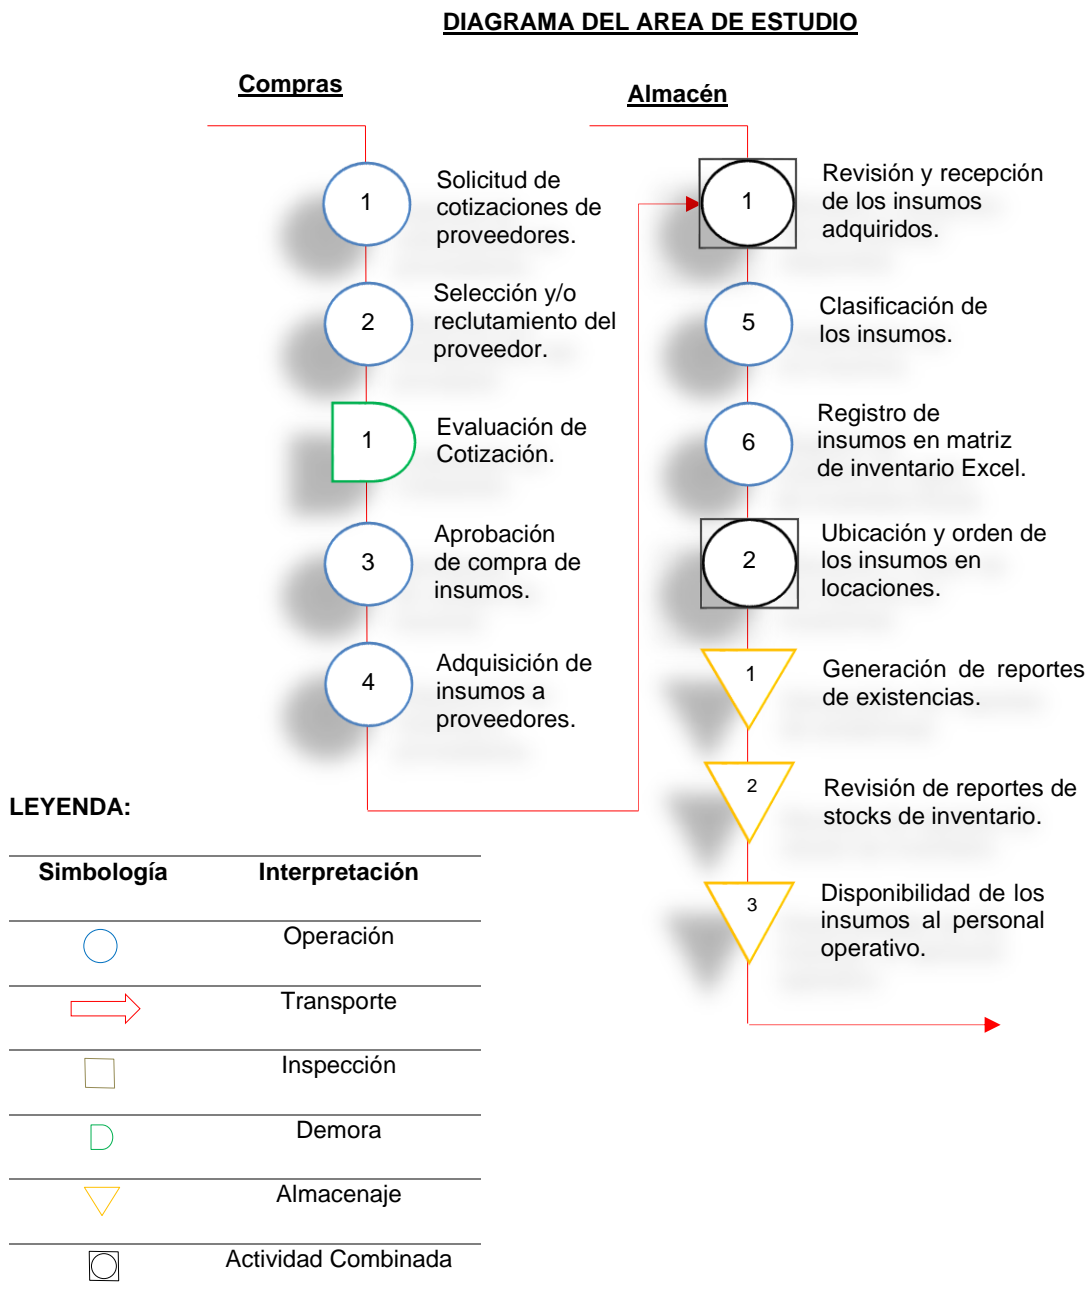 DIAGRAMA DEL AREA DE ESTUDIO
Compras
1
Solicitud de
cotizaciones de
proveedores.
2
Selección y/o
reclutamiento del
proveedor.
1
Evaluación de
Cotización.
3
Aprobación
de compra de
insumos.
4
Adquisición de
insumos a
proveedores.
Almacén
1
Revisión y recepción
de los insumos
adquiridos.
5
Clasificación de
los insumos.
6
Registro de
insumos en matriz
de inventario Excel.
2
Ubicación y orden de
los insumos en
locaciones.
1
Generación de reportes
de existencias.
2
Revisión de reportes de
stocks de inventario.
3
Disponibilidad de los
insumos al personal
operativo.
LEYENDA:
Simbología Interpretación
Operación
Transporte
Inspección
Demora
Almacenaje
Actividad Combinada